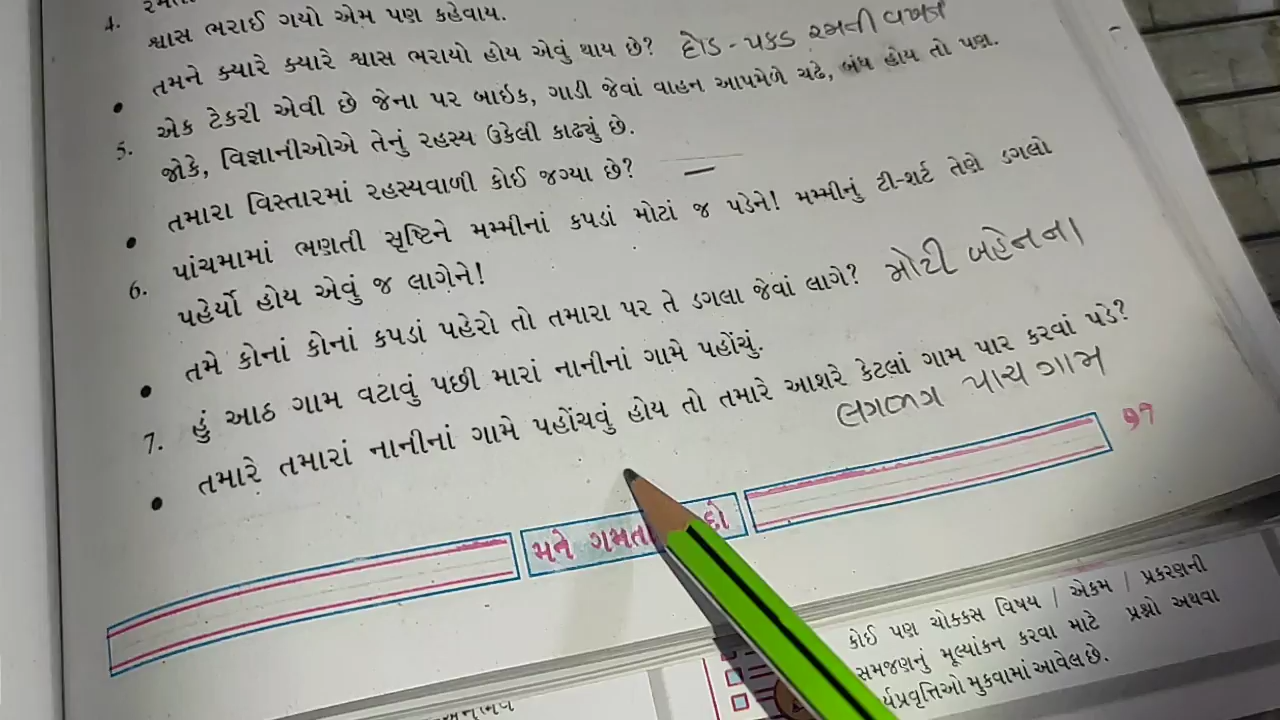 4.
શ્વાસ ભરાઈ ગયો એમ પણ કહેવાય.
• તમને ક્યારે ક્યારે શ્વાસ ભરાયો હોય એવું થાય છે? દોડ-પકડ રમતી વખતે
5. એક ટેકરી એવી છે જેના પર બાઇક, ગાડી જેવાં વાહન આપમેળે ચઢે, બંધ હોય તો પણ.
જોકે, વિજ્ઞાનીઓએ તેનું રહસ્ય ઉકેલી કાઢ્યું છે.
• તમારા વિસ્તારમાં રહસ્યવાળી કોઈ જગ્યા છે? —
6. પાંચમામાં ભણતી સૃષ્ટિને મમ્મીનાં કપડાં મોટાં જ પડેને! મમ્મીનું ટી-શર્ટ તેણે ડગલો
પહેર્યો હોય એવું જ લાગેને!
• તમે કોનાં કોનાં કપડાં પહેરો તો તમારા પર તે ડગલા જેવાં લાગે? મોટી બહેનના
7. હું આઠ ગામ વટાવું પછી મારાં નાનીનાં ગામે પહોંચું.
• તમારે તમારાં નાનીનાં ગામે પહોંચવું હોય તો તમારે આશરે કેટલાં ગામ પાર કરવાં પડે?
લગભગ પાચ ગામ
૭૧
મને
કોઈ પણ ચોક્કસ વિષય / એકમ / પ્રકરણની
સમજણનું મૂલ્યાંકન કરવા માટે પ્રશ્નો અથવા
મુકવામાં આવેલ છે.